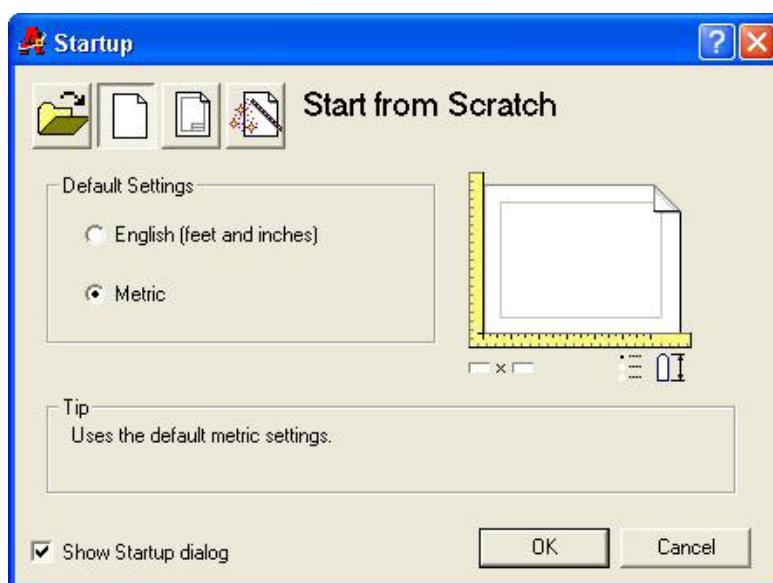 Startup
Start from Scratch
Default Settings
English (feet and inches)
Metric
Tip
Uses the default metric settings.
Show Startup dialog
OK
Cancel